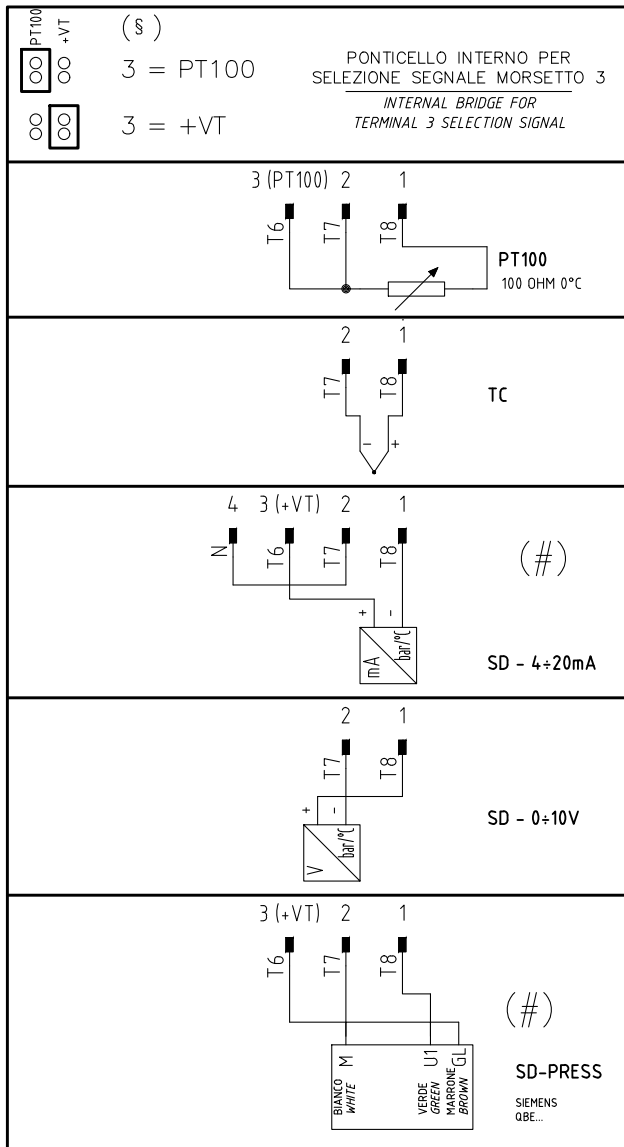 PT100
+VT
(§)
3 = PT100
3 = +VT
PONTICELLO INTERNO PER
SELEZIONE SEGNALE MORSETTO 3
INTERNAL BRIDGE FOR
TERMINAL 3 SELECTION SIGNAL
3 (PT100) 2 1
T6 T7 T8
PT100
100 OHM 0°C
2 1
T7 T8
TC
- +
4 3 (+VT) 2 1
N T6 T7 T8
(#)
+ -
mA bar/°C
SD - 4÷20mA
2 1
T7 T8
+ -
V bar/°C
SD - 0÷10V
3 (+VT) 2 1
T6 T7 T8
(#)
M U1 GL
BIANCO
WHITE
VERDE
GREEN
MARRONE
BROWN
SD-PRESS
SIEMENS
QBE...